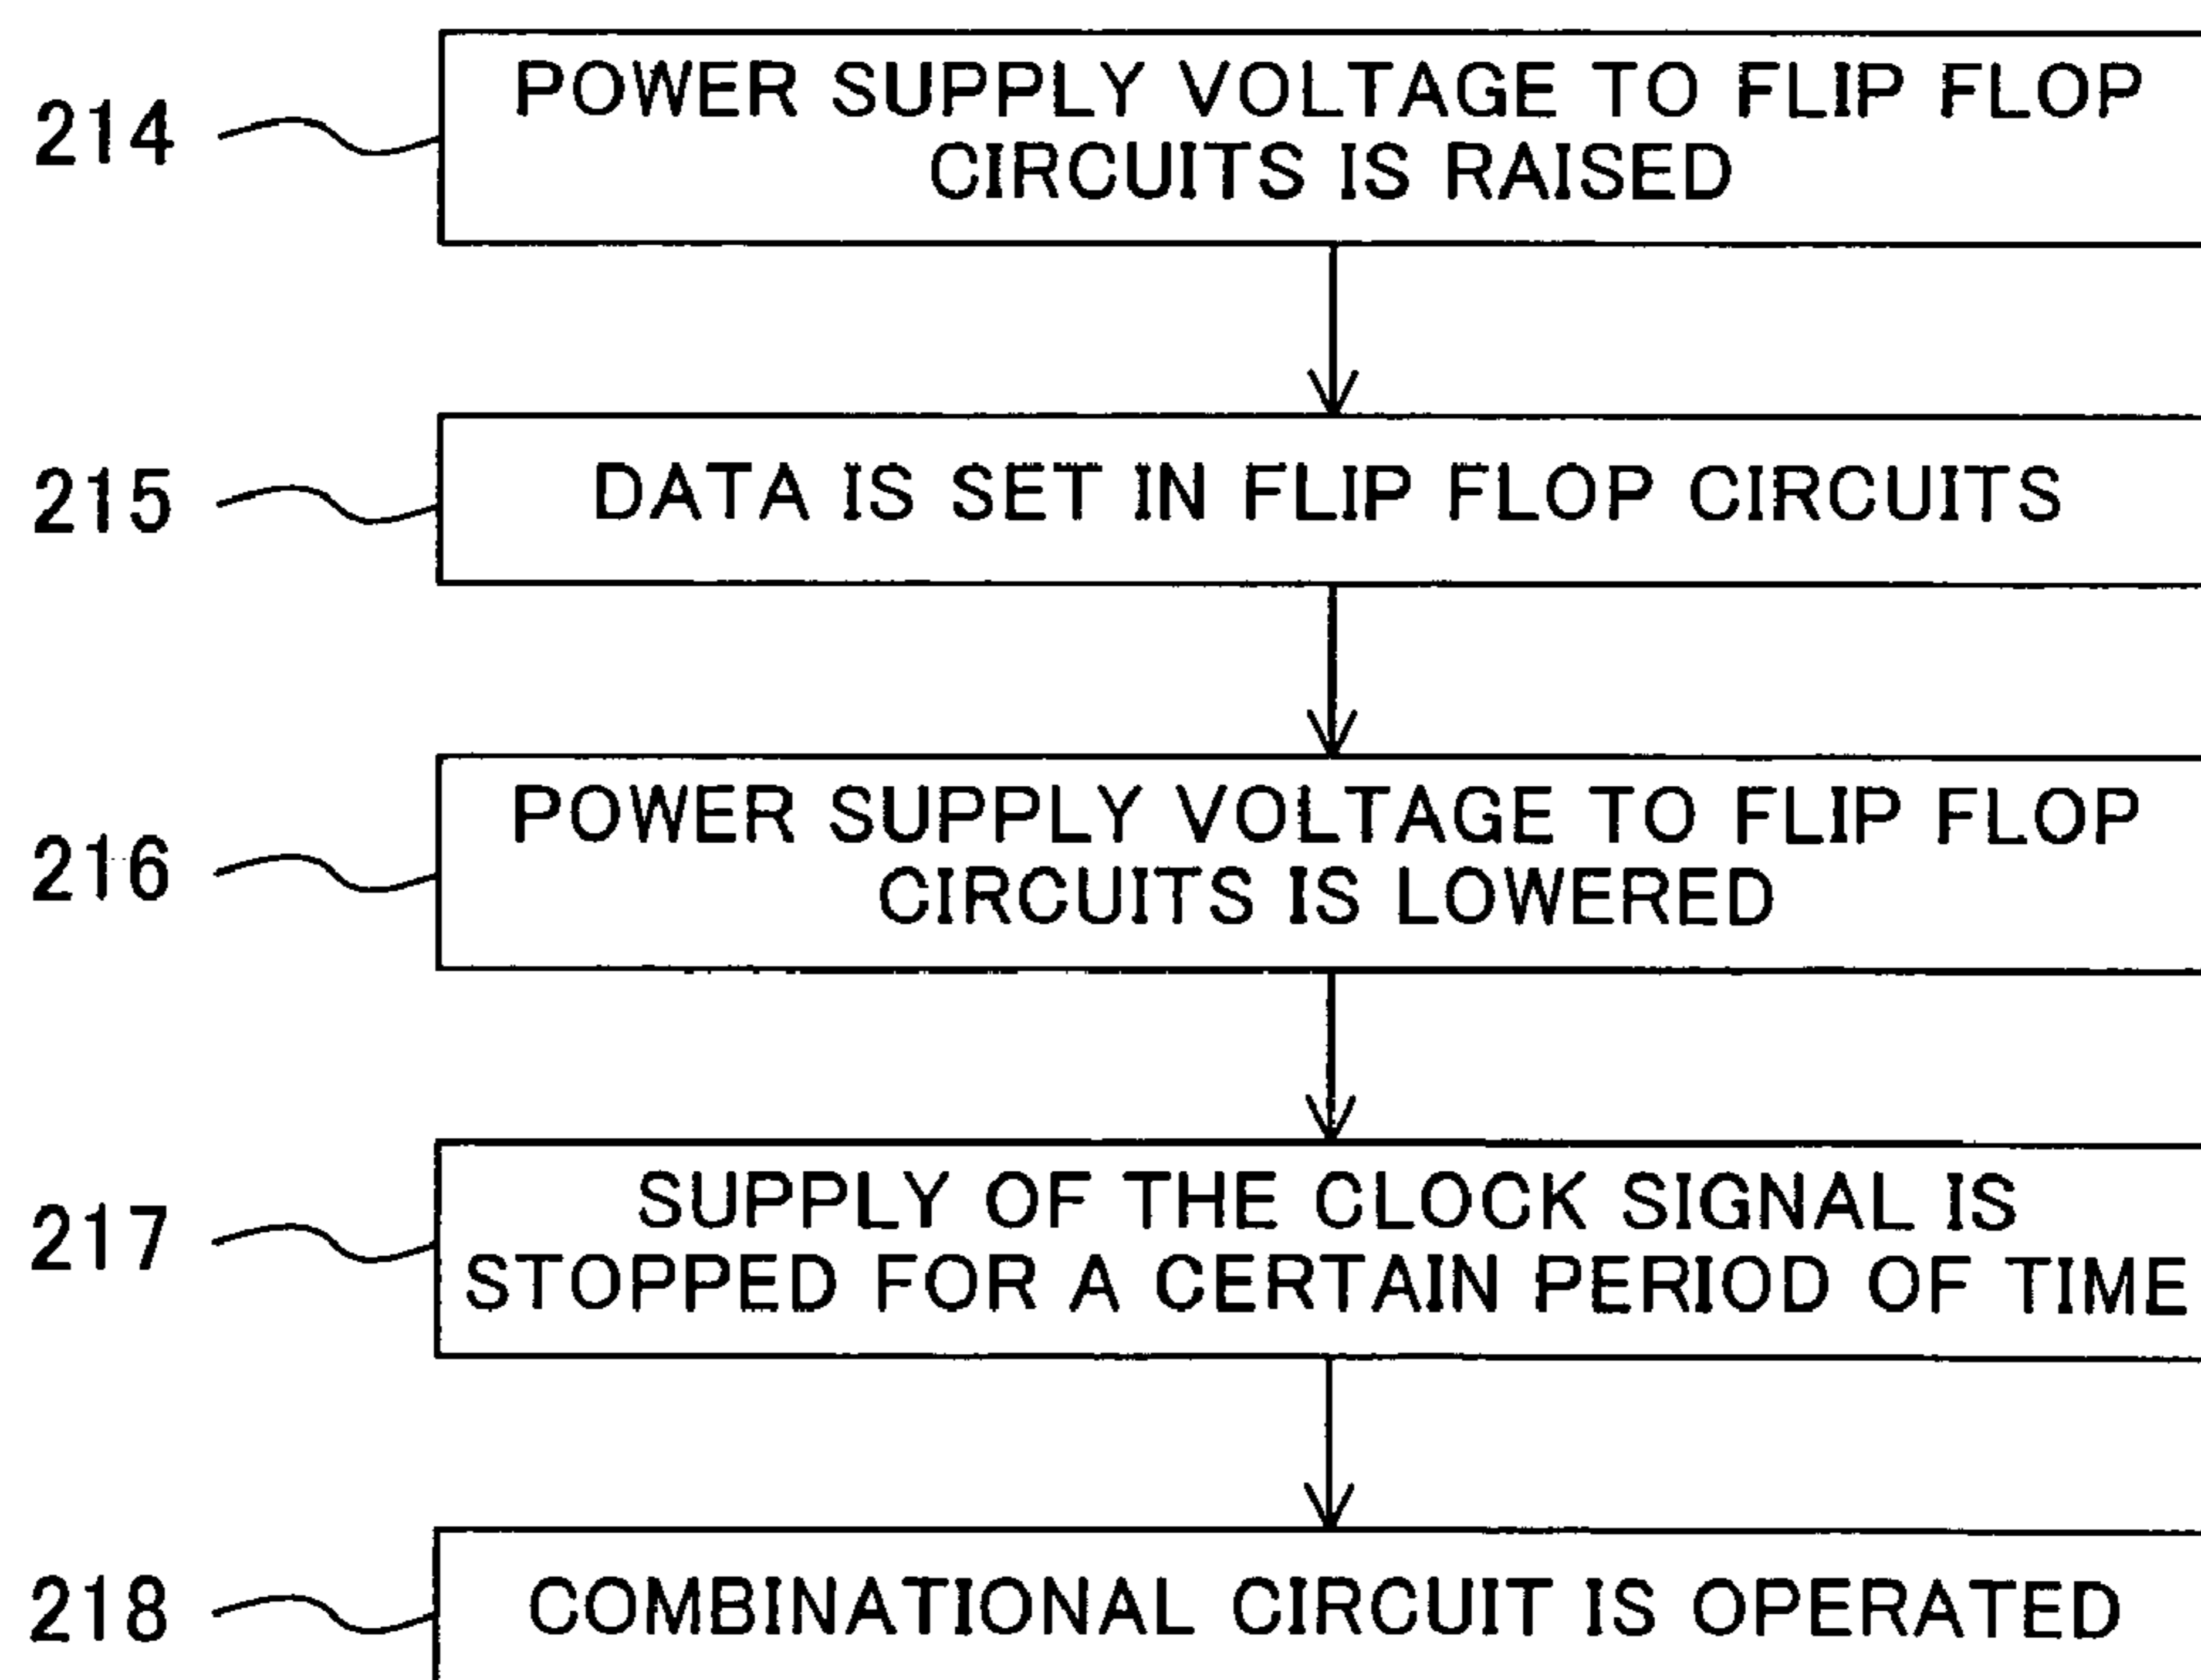 214
POWER SUPPLY VOLTAGE TO FLIP FLOP
CIRCUITS IS RAISED
215
DATA IS SET IN FLIP FLOP CIRCUITS
216
POWER SUPPLY VOLTAGE TO FLIP FLOP
CIRCUITS IS LOWERED
217
SUPPLY OF THE CLOCK SIGNAL IS
STOPPED FOR A CERTAIN PERIOD OF TIME
218
COMBINATIONAL CIRCUIT IS OPERATED